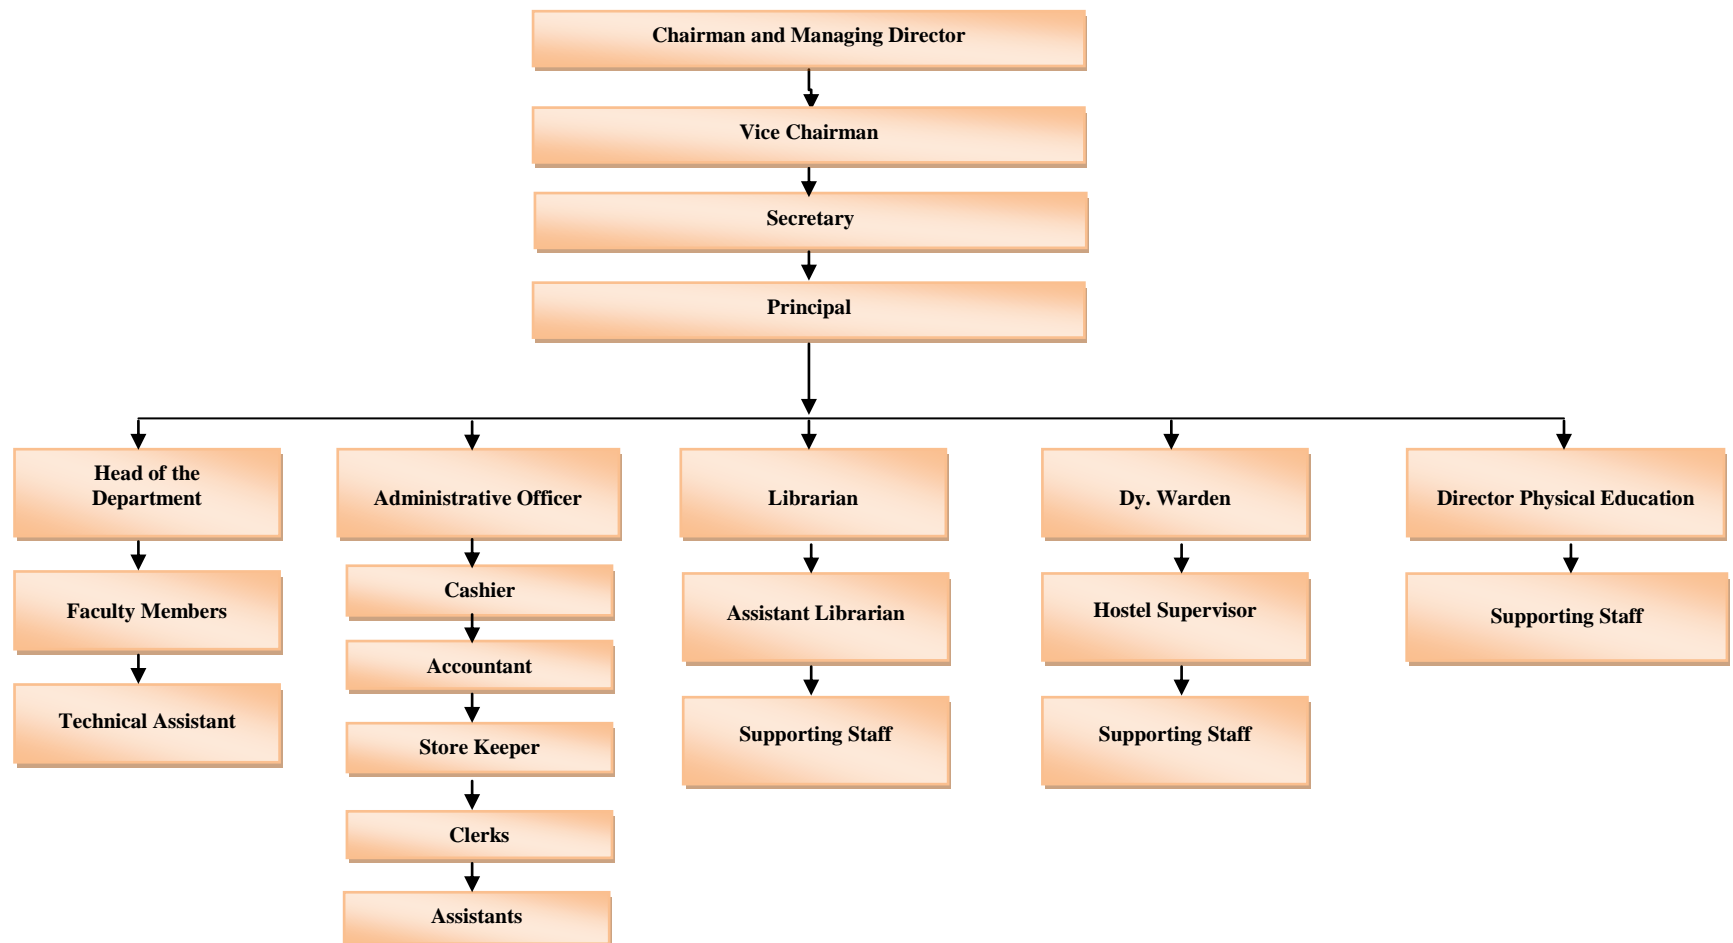 Chairman and Managing Director
Vice Chairman
Secretary
Principal
Head of the
Department
Administrative Officer
Librarian
Dy. Warden
Director Physical Education
Faculty Members
Cashier
Assistant Librarian
Hostel Supervisor
Supporting Staff
Accountant
Technical Assistant
Store Keeper
Supporting Staff
Supporting Staff
Clerks
Assistants